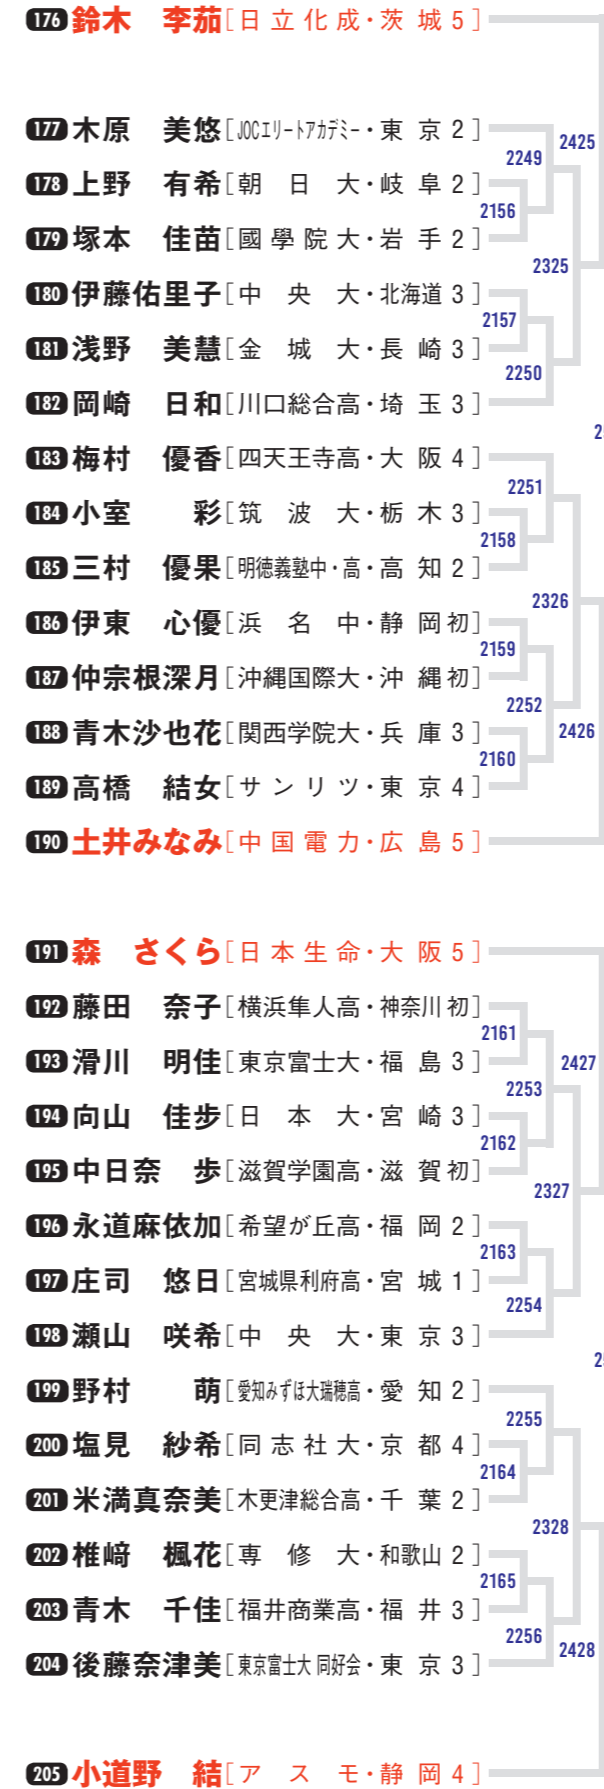 176 鈴木 李茄[日立化成・茨城5]
177 木原 美悠[JOCエリートアカデミー・東京2]
2425
2249
178 上野 有希[朝日大・岐阜2]
2156
179 塚本 佳苗[國學院大・岩手2]
2325
180 伊藤佑里子[中央大・北海道3]
2157
181 浅野 美慧[金城大・長崎3]
2250
182 岡崎 日和[川口総合高・埼玉3]
183 梅村 優香[四天王寺高・大阪4]
2251
184 小室 彩[筑波大・栃木3]
2158
185 三村 優果[明徳義塾中・高・高知2]
2326
186 伊東 心優[浜名中・静岡初]
2159
187 仲宗根深月[沖縄国際大・沖縄初]
2252
188 青木沙也花[関西学院大・兵庫3]
2426
2160
189 高橋 結女[サンリツ・東京4]
190 土井みなみ[中国電力・広島5]
191 森 さくら[日本生命・大阪5]
192 藤田 奈子[横浜隼人高・神奈川初]
2161
193 滑川 明佳[東京富士大・福島3]
2427
2253
194 向山 佳歩[日本大・宮崎3]
2162
195 中日奈 歩[滋賀学園高・滋賀初]
2327
196 永道麻依加[希望が丘高・福岡2]
2163
197 庄司 悠日[宮城県利府高・宮城1]
2254
198 瀬山 咲希[中央大・東京3]
199 野村 萌[愛知みずほ大瑞穂高・愛知2]
2255
200 塩見 紗希[同志社大・京都4]
2164
201 米満真奈美[木更津総合高・千葉2]
2328
202 椎﨑 楓花[専修大・和歌山2]
2165
203 青木 千佳[福井商業高・福井3]
2256
2428
204 後藤奈津美[東京富士大同好会・東京3]
205 小道野 結[アスモ・静岡4]